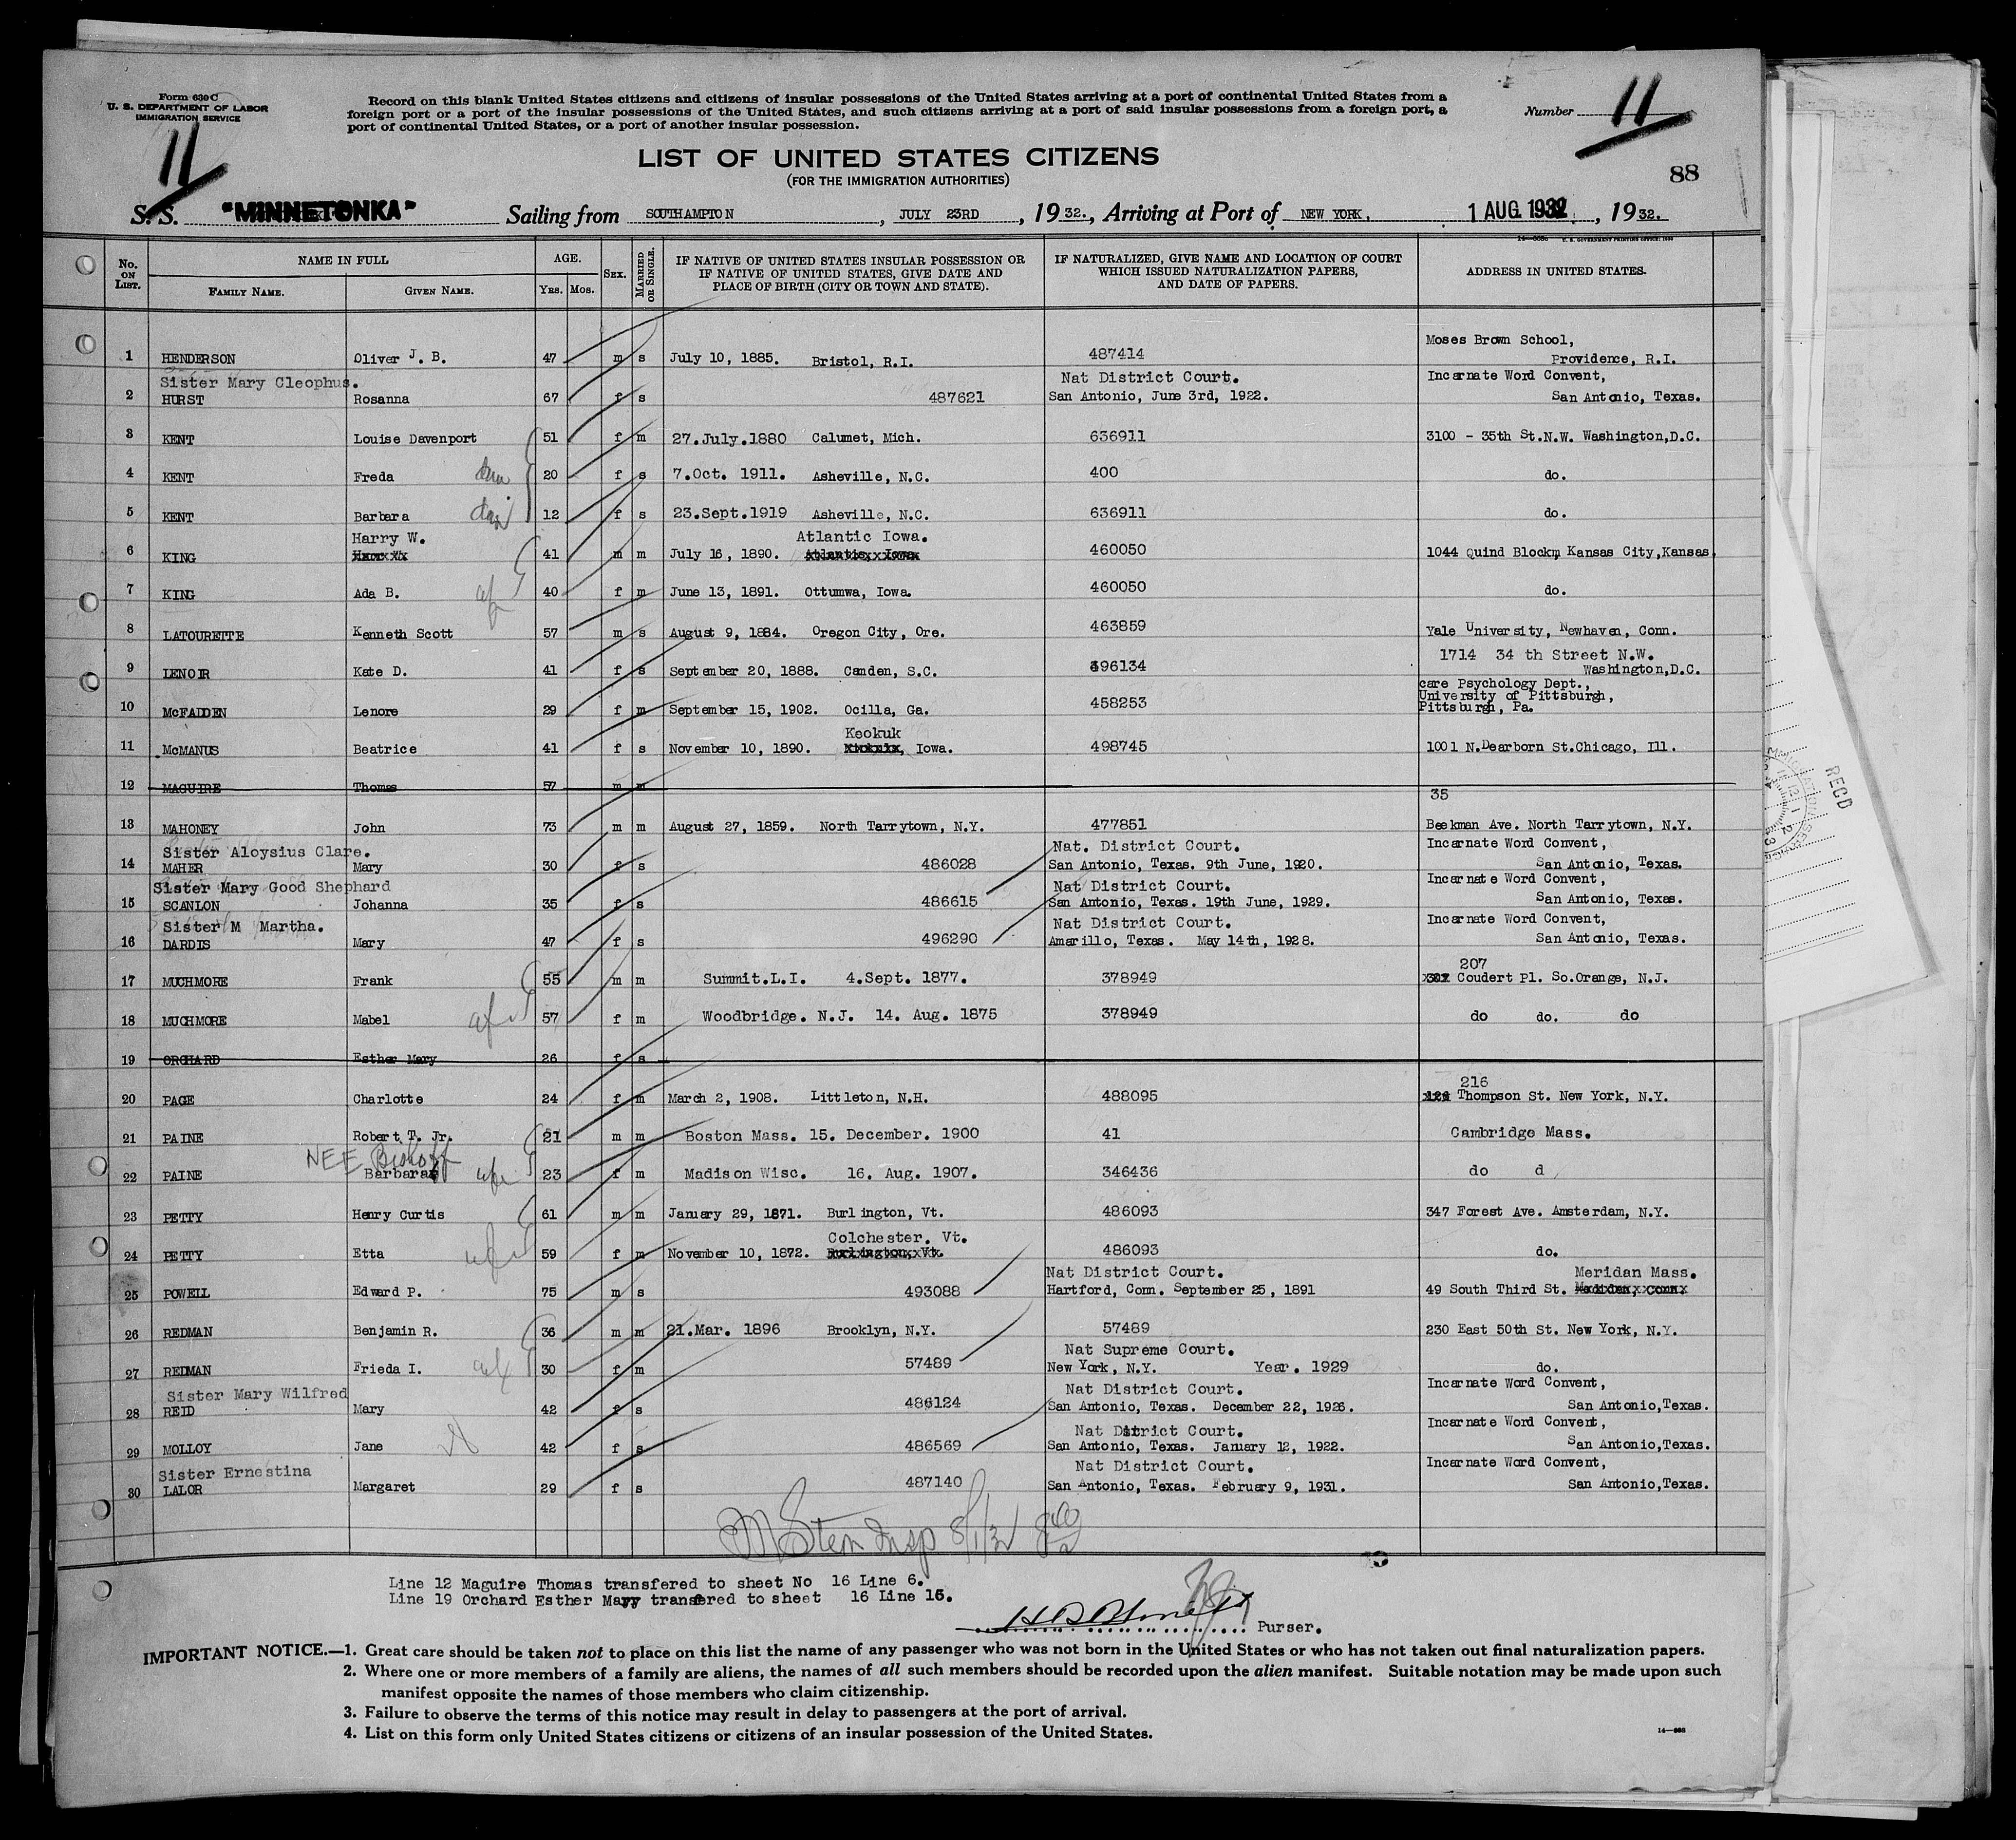 Form 630 C
U. S. DEPARTMENT OF LABOR
IMMIGRATION SERVICE
11
Record on this blank United States citizens and citizens of insular possessions of the United States arriving at a port of continental United States from a
foreign port or a port of the insular possessions of the United States, and such citizens arriving at a port of said insular possessions from a foreign port, a
port of continental United States, or a port of another insular possession.
Number 11
LIST OF UNITED STATES CITIZENS
(FOR THE IMMIGRATION AUTHORITIES)
88
S. S. "MINNETONKA" Sailing from SOUTHAMPTON, JULY 23RD, 1932., Arriving at Port of NEW YORK, 1 AUG. 1932, 1932.
No. ON LIST. NAME IN FULL FAMILY NAME. GIVEN NAME. AGE. YRS. MOS. SEX. MARRIED OR SINGLE. IF NATIVE OF UNITED STATES INSULAR POSSESSION OR IF NATIVE OF UNITED STATES, GIVE DATE AND PLACE OF BIRTH (CITY OR TOWN AND STATE). IF NATURALIZED, GIVE NAME AND LOCATION OF COURT WHICH ISSUED NATURALIZATION PAPERS, AND DATE OF PAPERS. ADDRESS IN UNITED STATES.
Moses Brown School,
1 HENDERSON Oliver J. B. 47 m s July 10, 1885. Bristol, R.I. 487414 Providence, R.I.
Sister Mary Cleophus. Nat District Court. Incarnate Word Convent,
2 HURST Rosanna 67 f s 487621 San Antonio, June 3rd, 1922. San Antonio, Texas.
3 KENT Louise Davenport 51 f m 27.July.1880 Calumet, Mich. 636911 3100 - 35th St.N.W. Washington,D.C.
4 KENT Freda 20 f s 7.Oct. 1911. Asheville, N.C. 400 do.
5 KENT Barbara 12 f s 23.Sept.1919 Asheville, N.C. 636911 do.
Harry W. Atlantic Iowa.
6 KING 41 m m July 16, 1890. 460050 1044 Quind Blockm, Kansas City,Kansas
7 KING Ada B. wf 40 f m June 13, 1891. Ottumwa, Iowa. 460050 do.
8 LATOURETTE Kenneth Scott 57 m s August 9, 1884. Oregon City, Ore. 463859 Yale University, Newhaven, Conn.
1714 34 th Street N.W.
9 LENOIR Kate D. 41 f s September 20, 1888. Camden, S.C. 496134 Washington,D.C.
care Psychology Dept.,
University of Pittsburgh,
10 McFADDEN Lenore 29 f m September 15, 1902. Ocilla, Ga. 458253 Pittsburgh, Pa.
Keokuk
11 McMANUS Beatrice 41 f s November 10, 1890. Iowa. 498745 1001 N.Dearborn St.Chicago, Ill.
12 MAGUIRE Thomas 57 m m
35
13 MAHONEY John 73 m m August 27, 1859. North Tarrytown, N.Y. 477851 Beekman Ave. North Tarrytown, N.Y.
Sister Aloysius Clare. Nat. District Court. Incarnate Word Convent,
14 MAHER Mary 30 f s 486028 San Antonio, Texas. 9th June, 1920. San Antonio, Texas.
Sister Mary Good Shephard Nat District Court. Incarnate Word Convent,
15 SCANLON Johanna 35 f s 486615 San Antonio, Texas. 19th June, 1929. San Antonio, Texas.
Sister M Martha. Nat District Court. Incarnate Word Convent,
16 DARDIS Mary 47 f s 496290 Amarillo, Texas. May 14th, 1928. San Antonio, Texas.
207
17 MUCHMORE Frank 55 m m Summit.L.I. 4.Sept. 1877. 378949 Coudert Pl. So.Orange, N.J.
18 MUCHMORE Mabel wf 57 f m Woodbridge. N.J. 14. Aug. 1875 378949 do do. do
19 ORCHARD Esther Mary 26 f s
216
20 PAGE Charlotte 24 f m March 2, 1908. Littleton, N.H. 488095 Thompson St. New York, N.Y.
21 PAINE Robert T. Jr. 21 m m Boston Mass. 15. December. 1900 41 Cambridge Mass.
NEE Bishoff
22 PAINE Barbara 23 f m Madison Wisc. 16. Aug. 1907. 346436 do d
23 PETTY Henry Curtis 61 m m January 29, 1871. Burlington, Vt. 486093 347 Forest Ave. Amsterdam, N.Y.
Colchester. Vt.
24 PETTY Etta wf 59 f m November 10, 1872. 486093 do.
Nat District Court. Meridan Mass.
25 POWELL Edward P. 75 m s 493088 Hartford, Conn. September 25, 1891 49 South Third St.
26 REDMAN Benjamin R. 36 m m 21.Mar. 1896 Brooklyn, N.Y. 57489 230 East 50th St. New York, N.Y.
Nat Supreme Court.
27 REDMAN Frieda I. wf 30 f m 57489 New York, N.Y. Year. 1929 do.
Sister Mary Wilfred Nat District Court. Incarnate Word Convent,
28 REID Mary 42 f s 486124 San Antonio, Texas. December 22, 1926. San Antonio,Texas.
Nat District Court. Incarnate Word Convent,
29 MOLLOY Jane 42 f s 486569 San Antonio, Texas. January 12, 1922. San Antonio,Texas.
Sister Ernestina Nat District Court. Incarnate Word Convent,
30 LALOR Margaret 29 f s 487140 San Antonio, Texas. February 9, 1931. San Antonio,Texas.
Line 12 Maguire Thomas transfered to sheet No 16 Line 6.
Line 19 Orchard Esther Mary transfered to sheet 16 Line 15.
Purser.
IMPORTANT NOTICE.—1. Great care should be taken not to place on this list the name of any passenger who was not born in the United States or who has not taken out final naturalization papers.
2. Where one or more members of a family are aliens, the names of all such members should be recorded upon the alien manifest. Suitable notation may be made upon such
manifest opposite the names of those members who claim citizenship.
3. Failure to observe the terms of this notice may result in delay to passengers at the port of arrival.
4. List on this form only United States citizens or citizens of an insular possession of the United States.
RECD